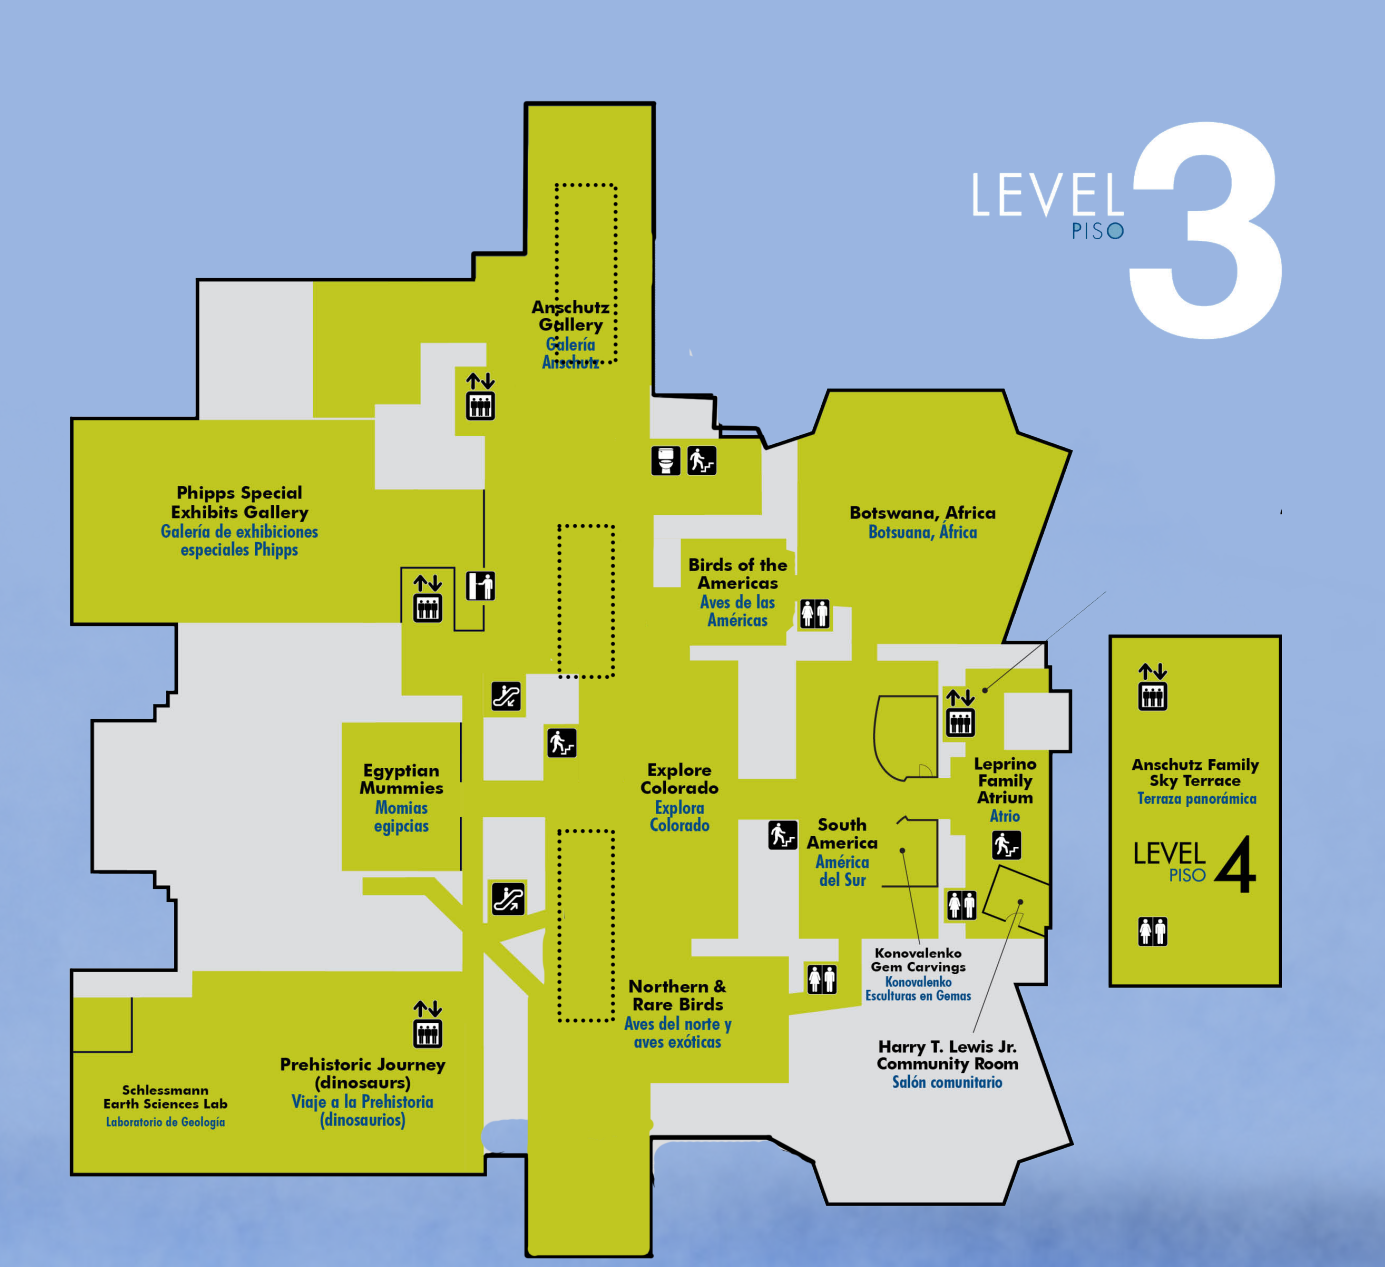 LEVEL
PISO
3
Anschutz
Gallery
Galería
Anschutz
Phipps Special
Exhibits Gallery
Galería de exhibiciones
especiales Phipps
Botswana, Africa
Botsuana, África
Birds of the
Americas
Aves de las
Américas
Egyptian
Mummies
Momias
egipcias
Explore
Colorado
Explora
Colorado
South
America
América
del Sur
Leprino
Family
Atrium
Atrio
Anschutz Family
Sky Terrace
Terraza panorámica
LEVEL
PISO
4
Konovalenko
Gem Carvings
Konovalenko
Esculturas en Gemas
Northern &
Rare Birds
Aves del norte y
aves exóticas
Harry T. Lewis Jr.
Community Room
Salón comunitario
Prehistoric Journey
(dinosaurs)
Viaje a la Prehistoria
(dinosaurios)
Schlessmann
Earth Sciences Lab
Laboratorio de Geología